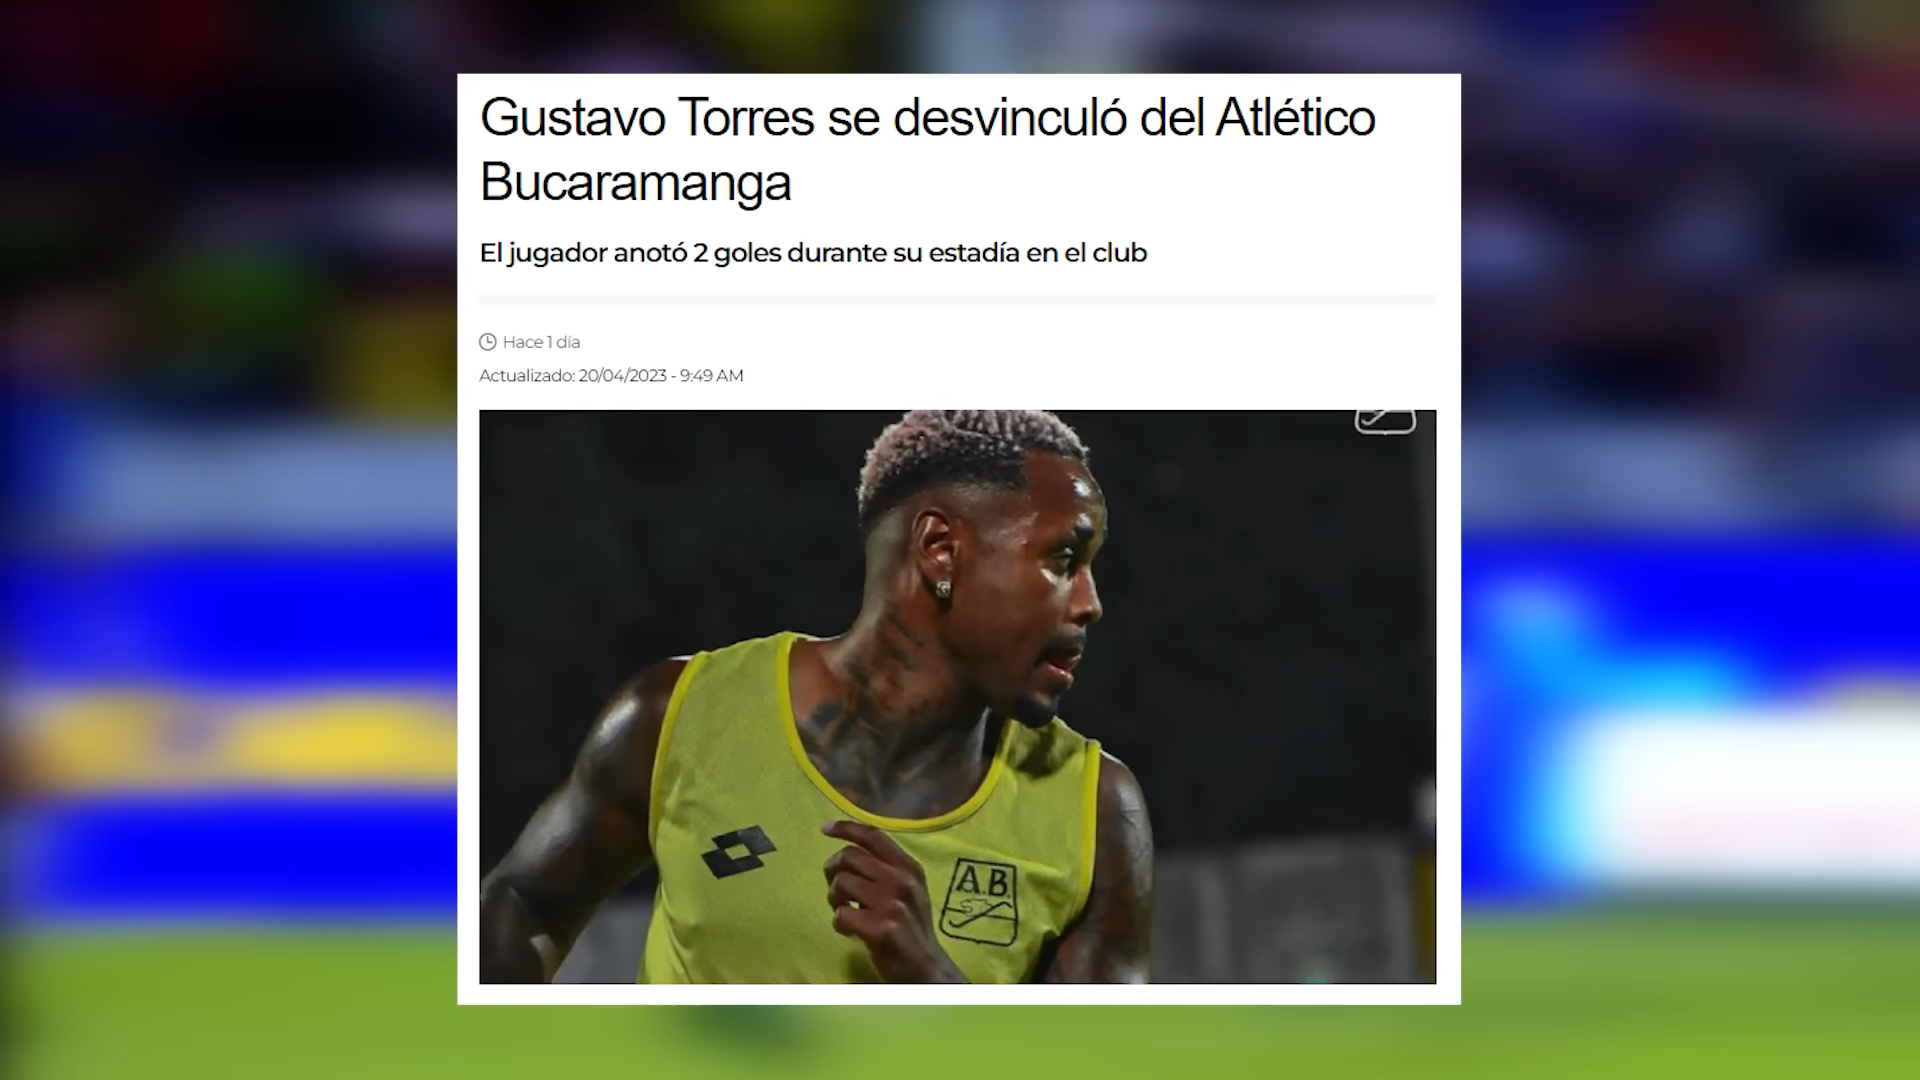 Gustavo Torres se desvinculó del Atlético
Bucaramanga
El jugador anotó 2 goles durante su estadía en el club
Hace 1 día
Actualizado: 20/04/2023 - 9:49 AM
A.B.